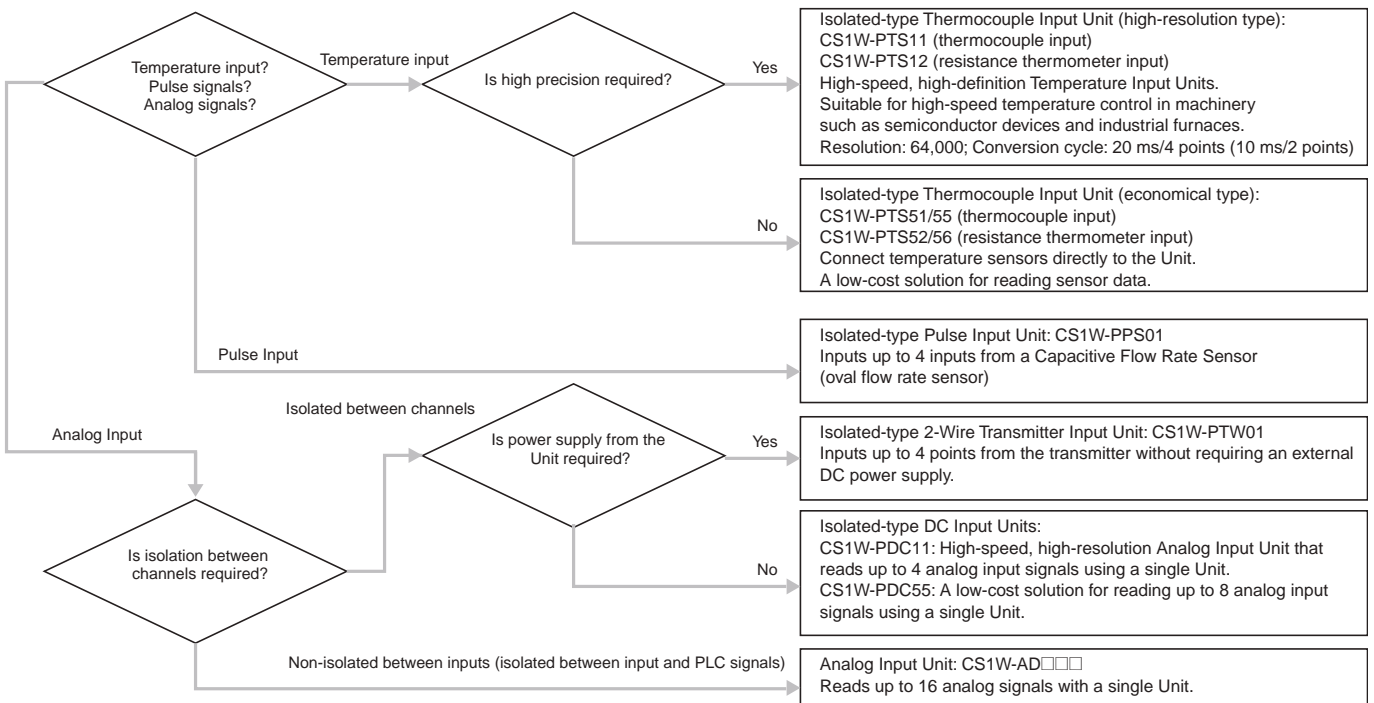 Temperature input?
Pulse signals?
Analog signals?
Temperature input
Is high precision required?
Yes
Isolated-type Thermocouple Input Unit (high-resolution type):
CS1W-PTS11 (thermocouple input)
CS1W-PTS12 (resistance thermometer input)
High-speed, high-definition Temperature Input Units.
Suitable for high-speed temperature control in machinery
such as semiconductor devices and industrial furnaces.
Resolution: 64,000; Conversion cycle: 20 ms/4 points (10 ms/2 points)
No
Isolated-type Thermocouple Input Unit (economical type):
CS1W-PTS51/55 (thermocouple input)
CS1W-PTS52/56 (resistance thermometer input)
Connect temperature sensors directly to the Unit.
A low-cost solution for reading sensor data.
Pulse Input
Isolated-type Pulse Input Unit: CS1W-PPS01
Inputs up to 4 inputs from a Capacitive Flow Rate Sensor
(oval flow rate sensor)
Analog Input
Isolated between channels
Is power supply from the
Unit required?
Yes
Isolated-type 2-Wire Transmitter Input Unit: CS1W-PTW01
Inputs up to 4 points from the transmitter without requiring an external
DC power supply.
Is isolation between
channels required?
No
Isolated-type DC Input Units:
CS1W-PDC11: High-speed, high-resolution Analog Input Unit that
reads up to 4 analog input signals using a single Unit.
CS1W-PDC55: A low-cost solution for reading up to 8 analog input
signals using a single Unit.
Non-isolated between inputs (isolated between input and PLC signals)
Analog Input Unit: CS1W-AD□□□
Reads up to 16 analog signals with a single Unit.